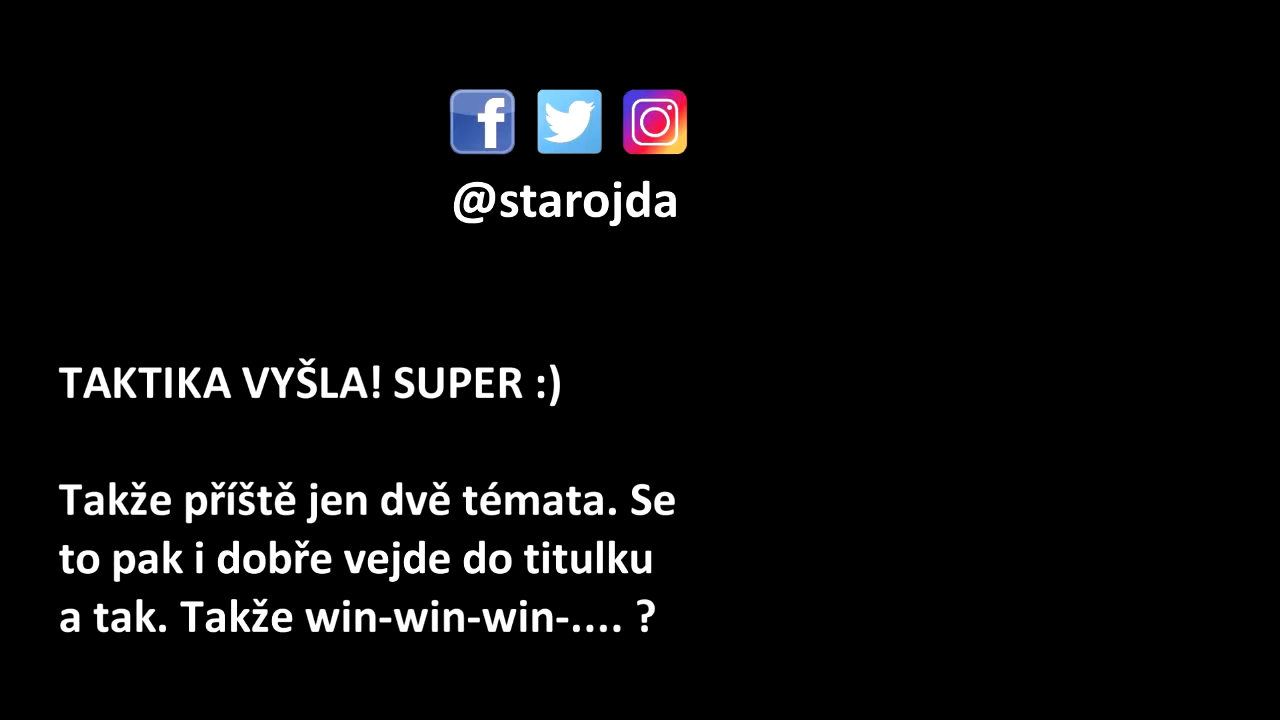 @starojda
TAKTIKA VYŠLA! SUPER :)
Takže příště jen dvě témata. Se
to pak i dobře vejde do titulku
a tak. Takže win-win-win-.... ?